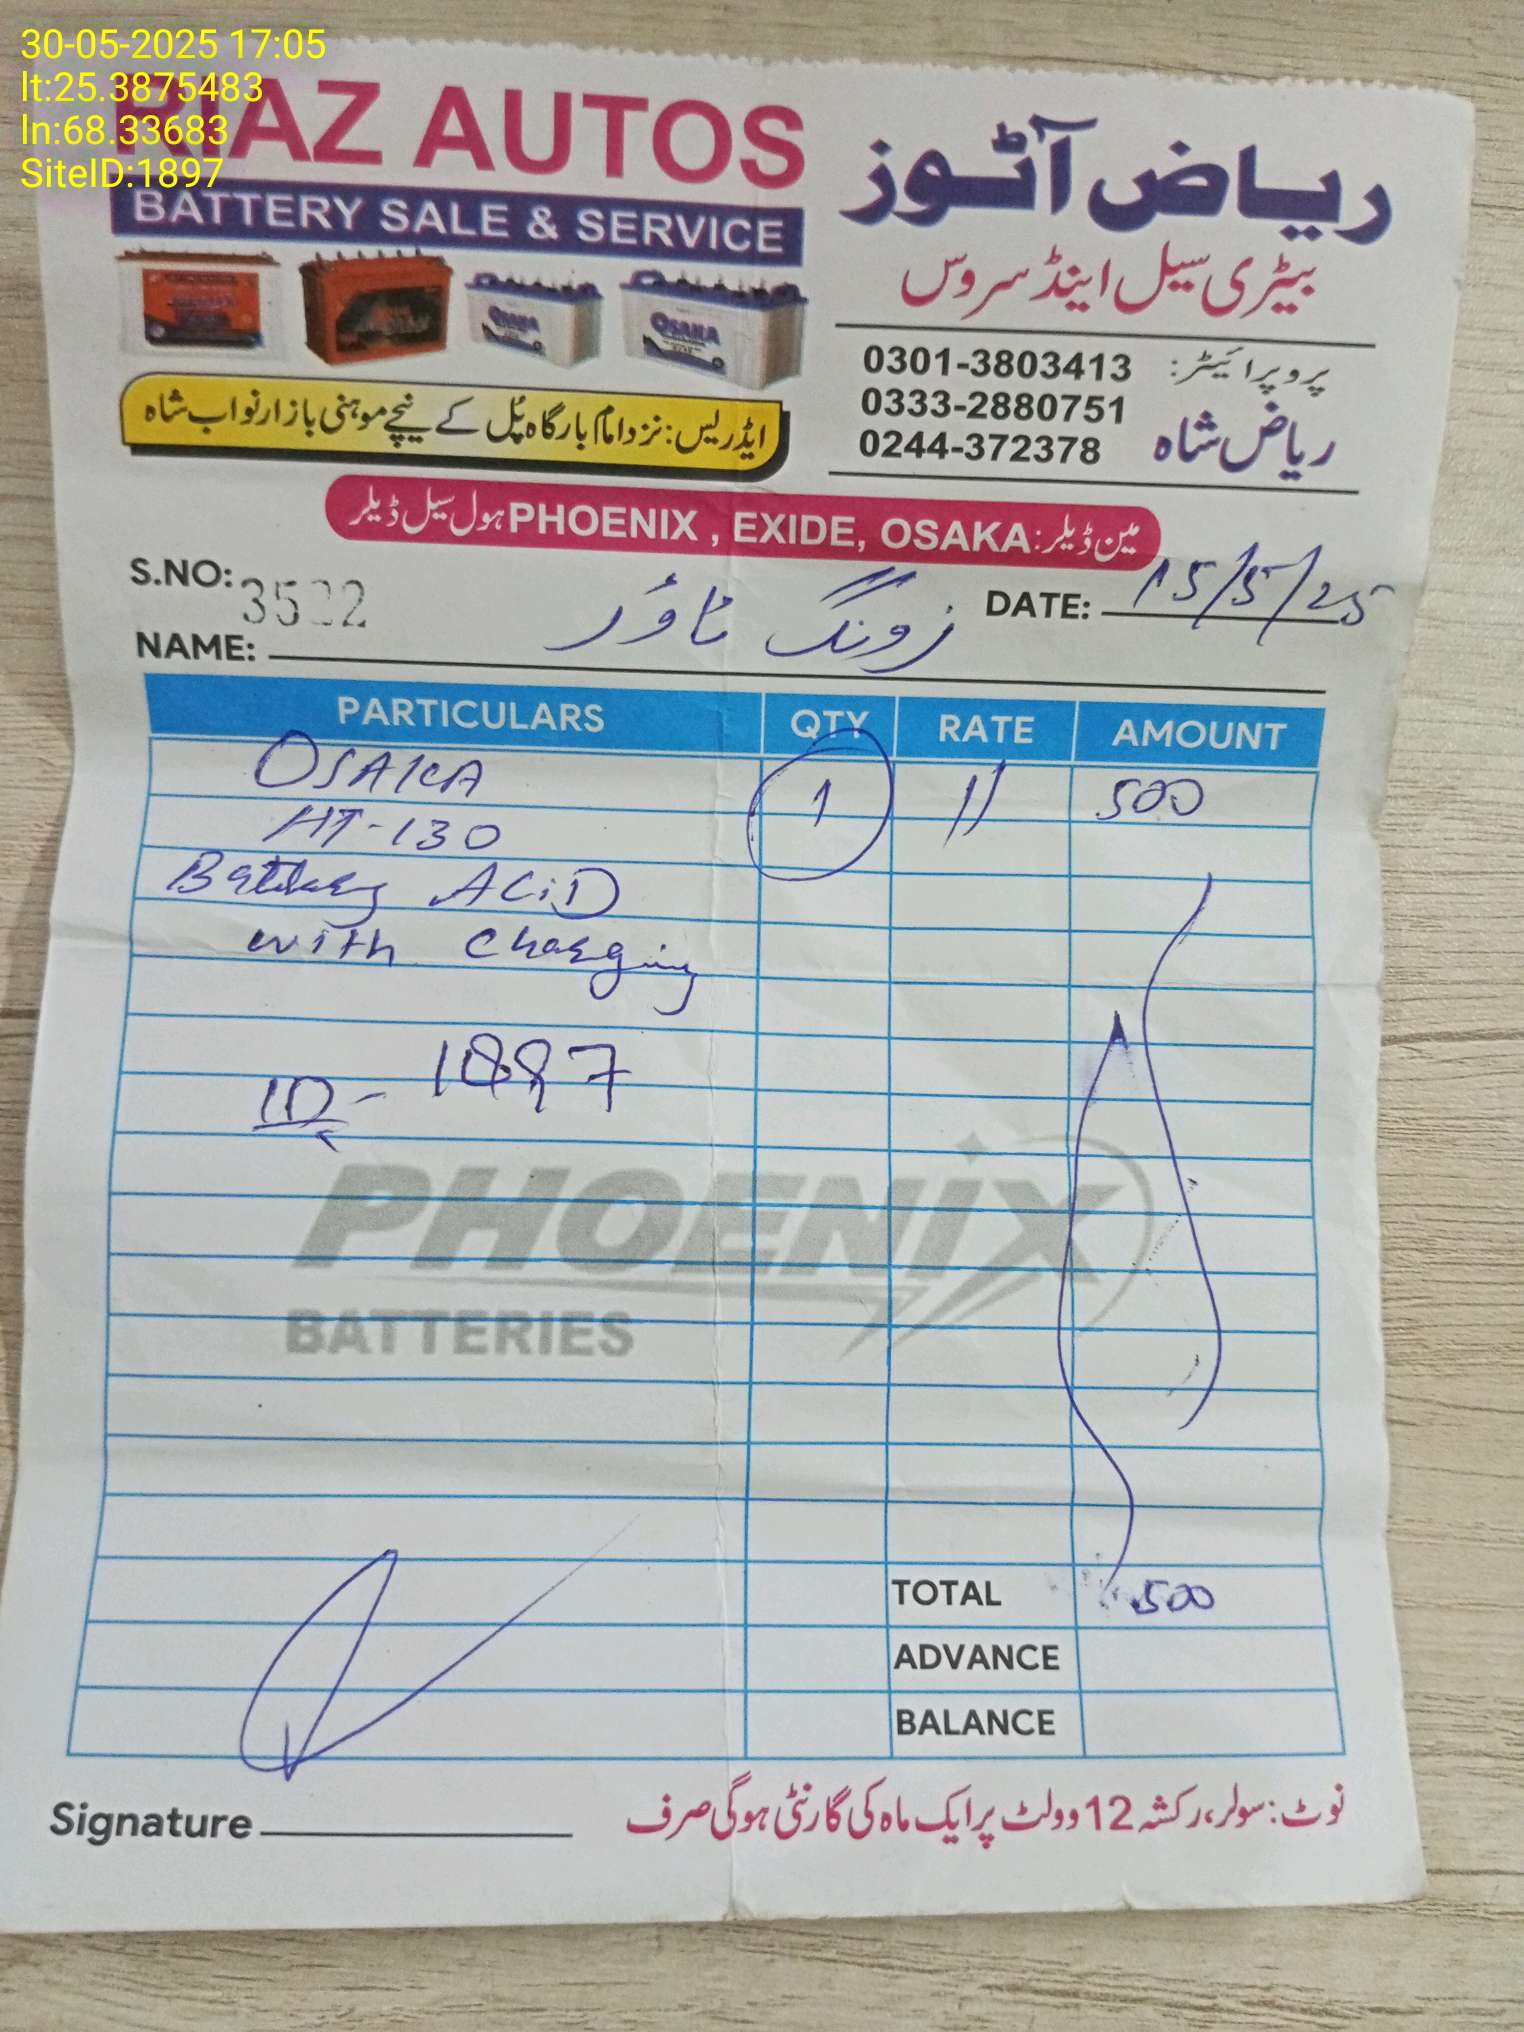 30-05-2025 17:05
lt:25.3875483
ln:68.33683
SiteID:1897
RIAZ AUTOS
BATTERY SALE & SERVICE
OSAKA
OSAKA
ایڈریس: نزد امام بارگاہ پُل کے نیچے موہنی بازار نواب شاہ
ریاض آٹوز
بیٹری سیل اینڈ سروس
پروپرائیٹر: 0301-3803413
0333-2880751
ریاض شاہ
0244-372378
مین ڈیلر: PHOENIX , EXIDE, OSAKA ہول سیل ڈیلر
S.NO:
DATE: 15/5/25
NAME: زونگ ٹاور
PARTICULARS QTY RATE AMOUNT
OSAKA 1 11 500
HT-130
Battery ACiD
with charging
ID - 1897
PHOENIX
BATTERIES
TOTAL 500
ADVANCE
BALANCE
Signature
نوٹ: سولر، رکشہ 12 وولٹ پر ایک ماہ کی گارنٹی ہوگی صرف